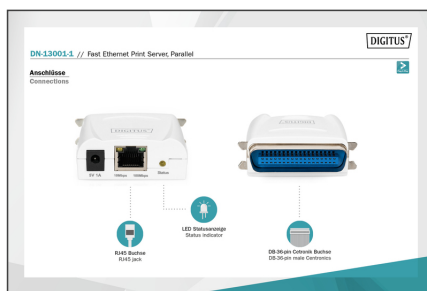 DIGITUS®
DN-13001-1 // Fast Ethernet Print Server, Parallel
Anschlüsse
Connections
DIGITUS
5V 1A
10Mbps
100Mbps
Status
LED Statusanzeige
Status indicator
RJ45 Buchse
RJ45 jack
DB-36-pin Cetronik Buchse
DB-36-pin male Centronics